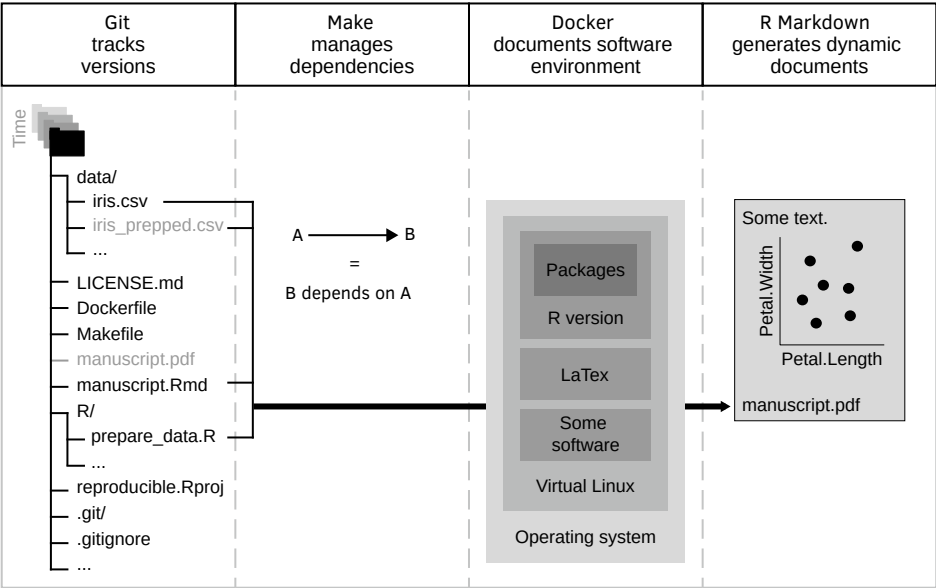 Git
tracks
versions
Make
manages
dependencies
Docker
documents software
environment
R Markdown
generates dynamic
documents
Time
data/
iris.csv
iris_prepped.csv
...
LICENSE.md
Dockerfile
Makefile
manuscript.pdf
manuscript.Rmd
R/
prepare_data.R
...
reproducible.Rproj
.git/
.gitignore
...
A
B
=
B depends on A
Packages
R version
LaTex
Some
software
Virtual Linux
Operating system
Some text.
Petal.Width
Petal.Length
manuscript.pdf